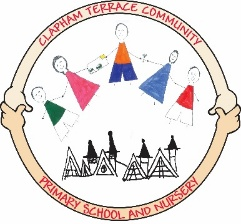 CLAPHAM TERRACE COMMUNITY
PRIMARY SCHOOL AND NURSERY